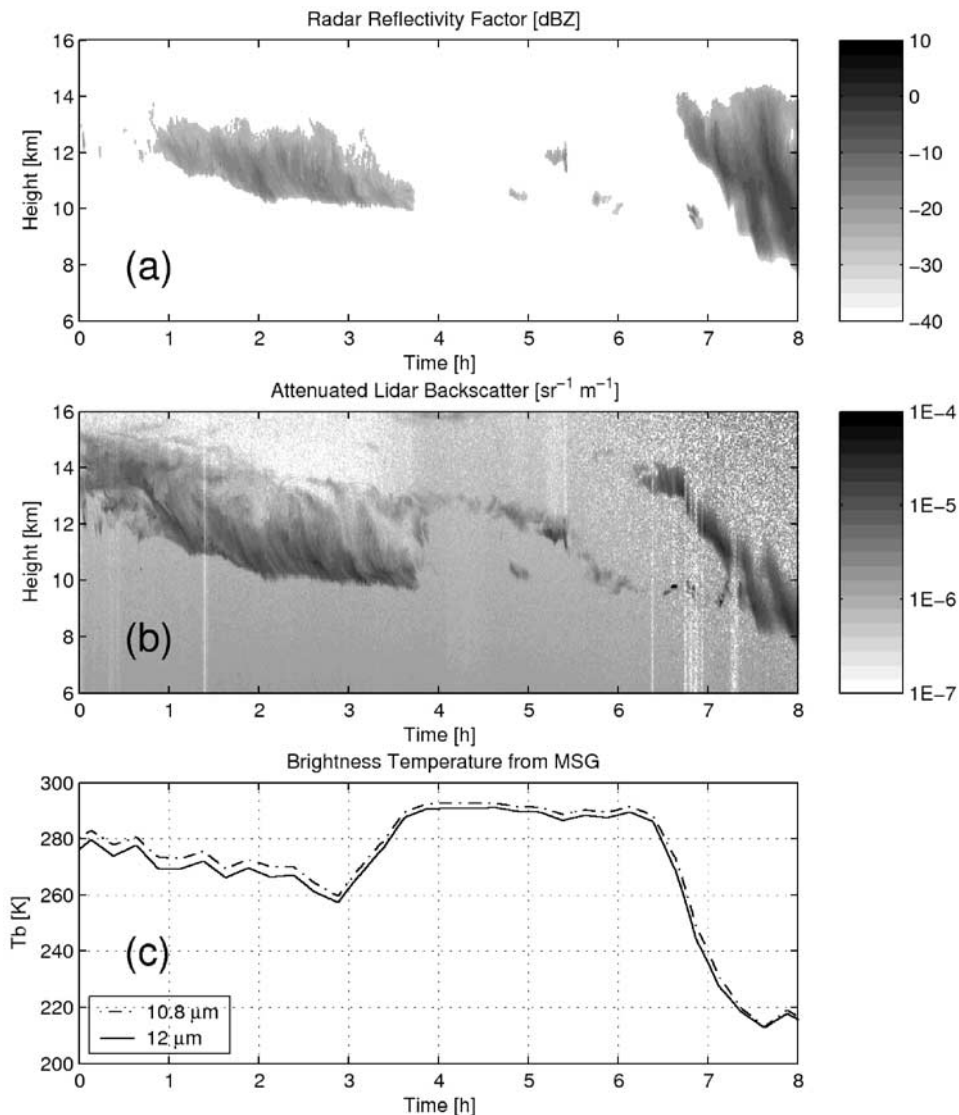 Radar Reflectivity Factor [dBZ]
16
14
12
10
8
6
Height [km]
(a)
0 1 2 3 4 5 6 7 8
Time [h]
10
0
−10
−20
−30
−40
Attenuated Lidar Backscatter [sr⁻¹ m⁻¹]
16
14
12
10
8
6
Height [km]
(b)
0 1 2 3 4 5 6 7 8
Time [h]
1E−4
1E−5
1E−6
1E−7
Brightness Temperature from MSG
300
280
260
240
220
200
Tb [K]
(c)
10.8 μm
12 μm
0 1 2 3 4 5 6 7 8
Time [h]